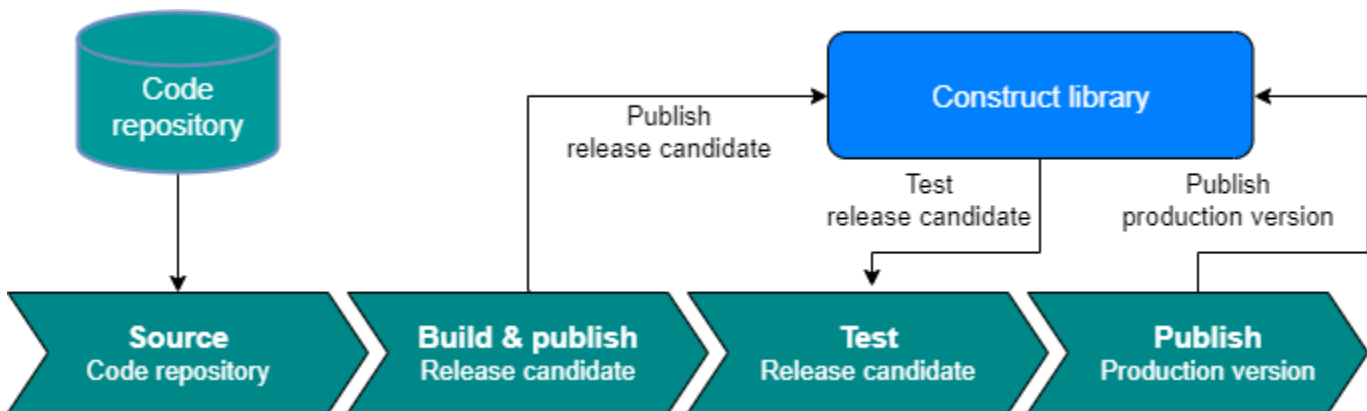 Code
repository
Construct library
Publish
release candidate
Test
release candidate
Publish
production version
Source
Code repository
Build & publish
Release candidate
Test
Release candidate
Publish
Production version